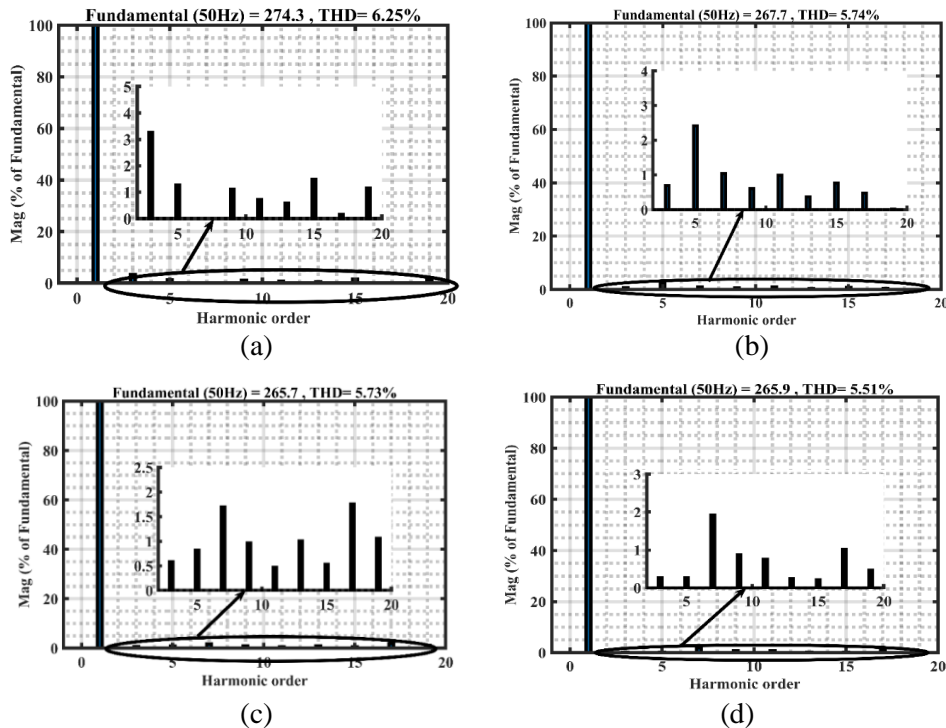 Fundamental (50Hz) = 274.3 , THD= 6.25%
100
80
60
40
20
0
Mag (% of Fundamental)
5
4
3
2
1
0
5 10 15 20
0 5 10 15 20
Harmonic order
(a)
Fundamental (50Hz) = 267.7 , THD= 5.74%
100
80
60
40
20
0
Mag (% of Fundamental)
4
3
2
1
0
5 10 15 20
0 5 10 15 20
Harmonic order
(b)
Fundamental (50Hz) = 265.7 , THD= 5.73%
100
80
60
40
20
0
Mag (% of Fundamental)
2.5
2
1.5
1
0.5
0
5 10 15 20
0 5 10 15 20
Harmonic order
(c)
Fundamental (50Hz) = 265.9 , THD= 5.51%
100
80
60
40
20
0
Mag (% of Fundamental)
3
2
1
0
5 10 15 20
0 5 10 15 20
Harmonic order
(d)